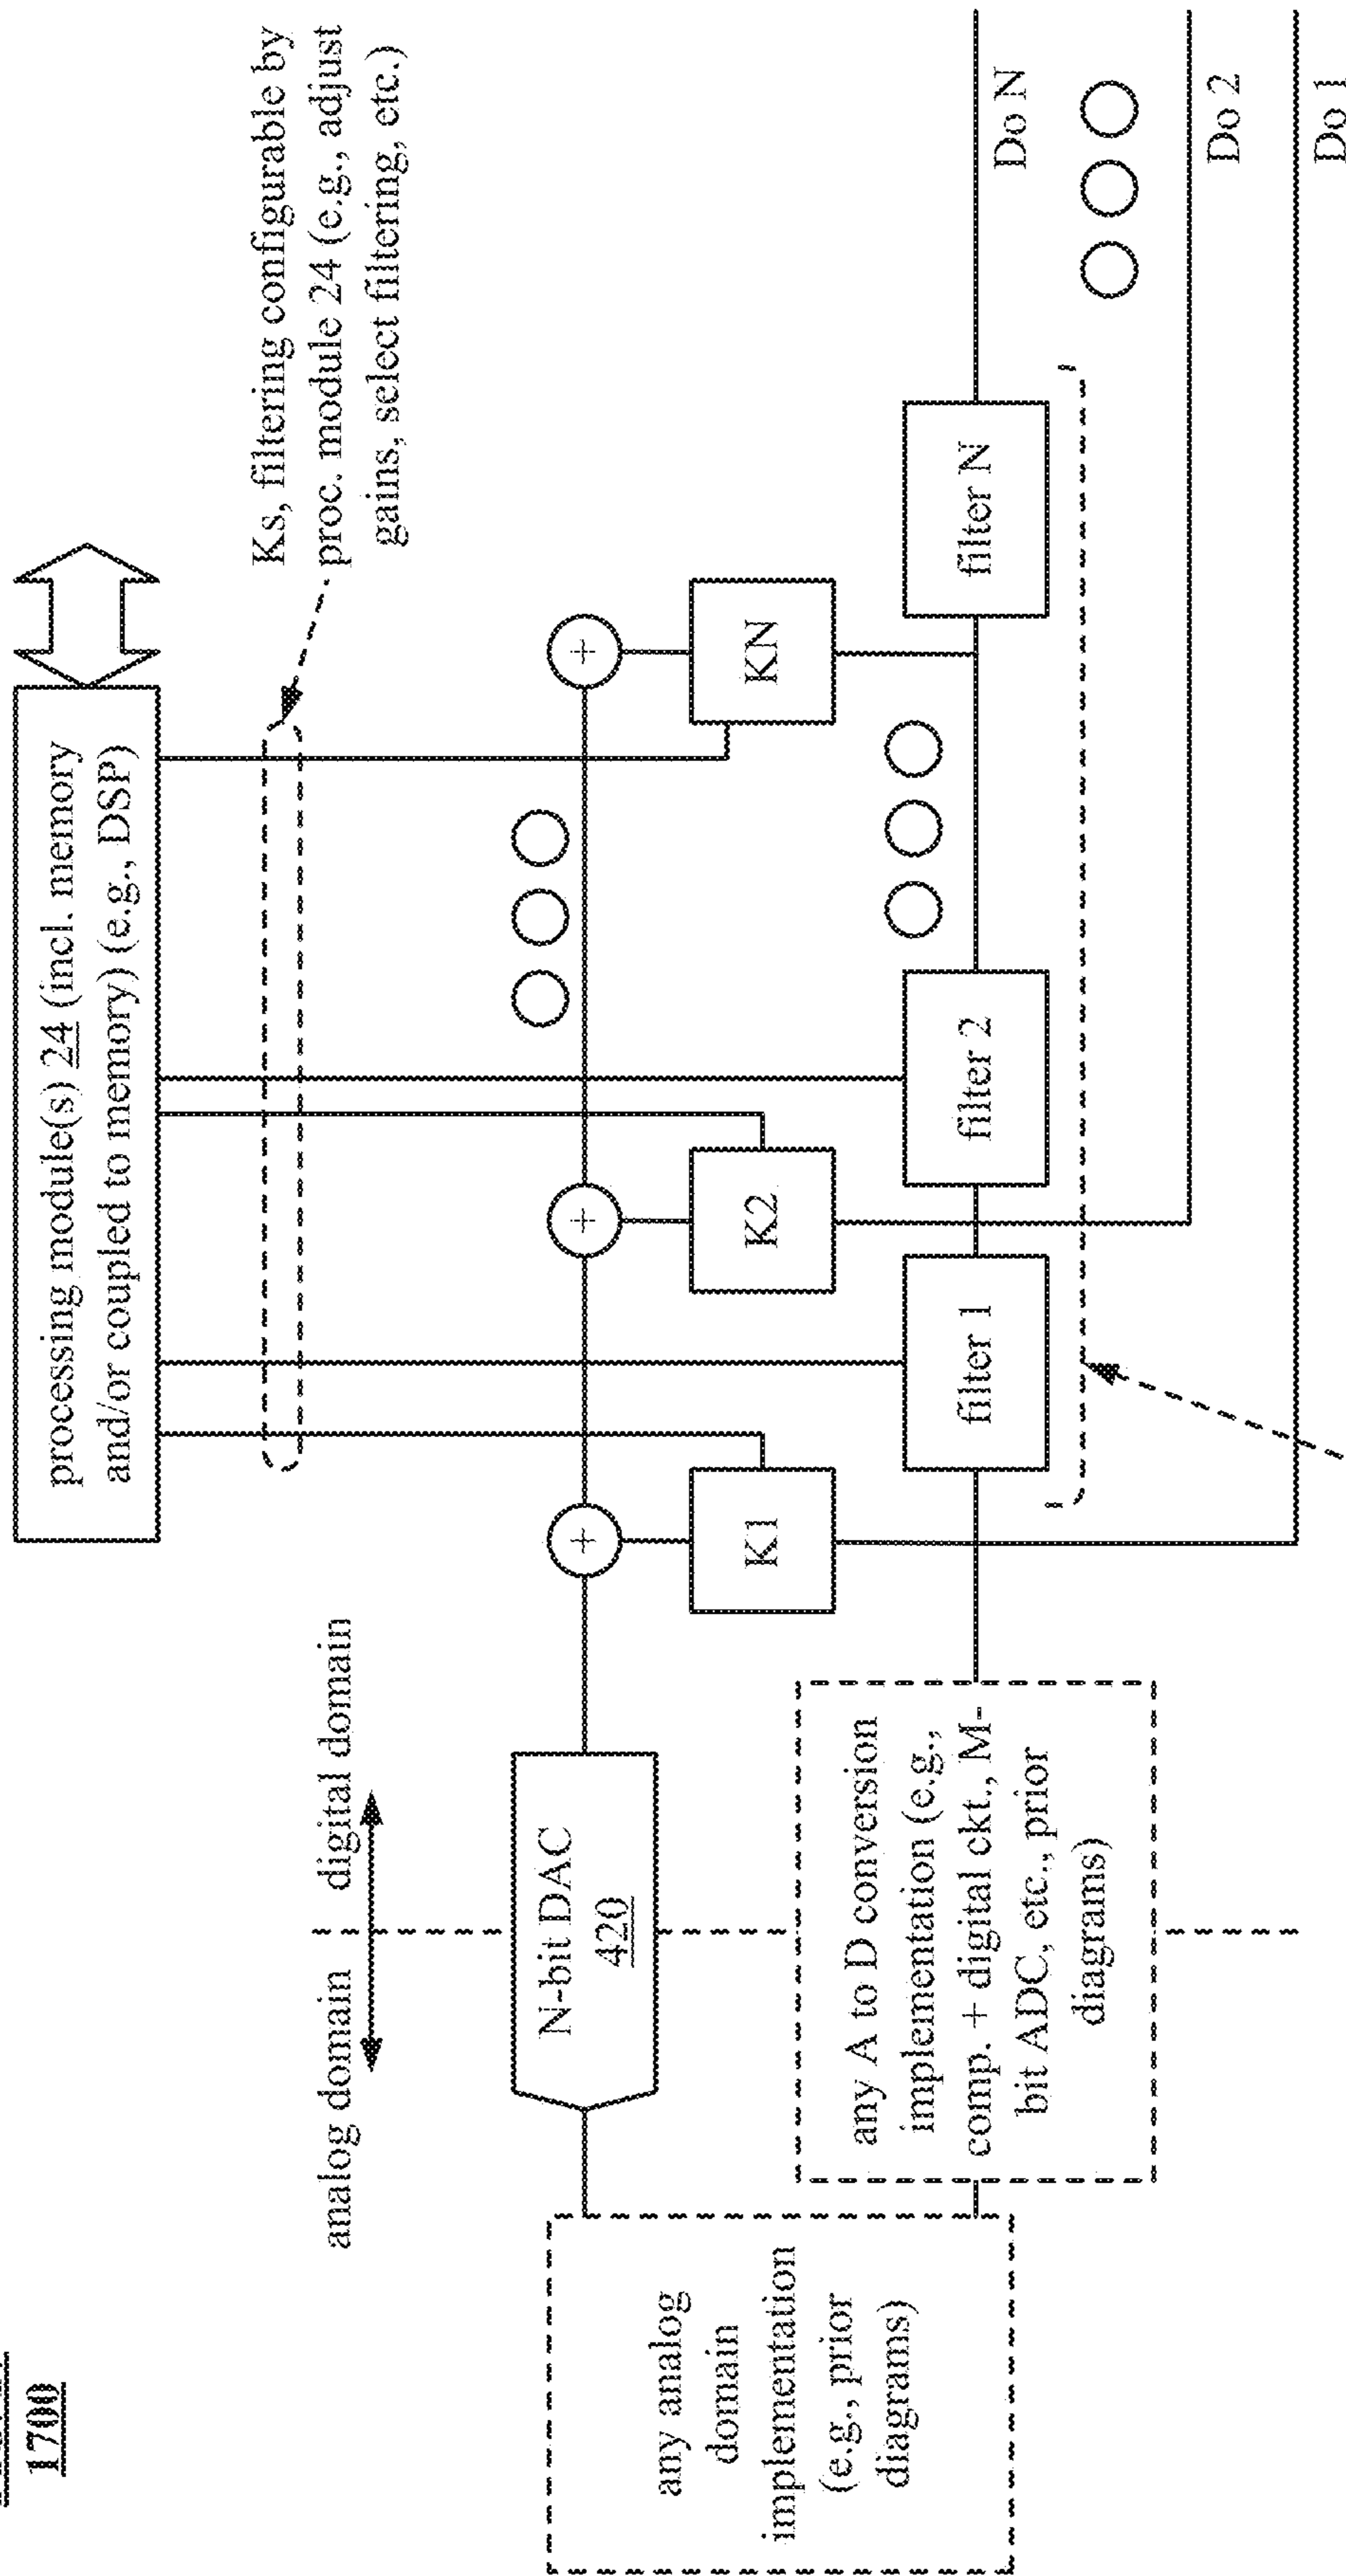 1700
processing module(s) 24 (incl. memory
and/or coupled to memory) (e.g., DSP)
Ks, filtering configurable by
proc. module 24 (e.g., adjust
gains, select filtering, etc.)
analog domain
digital domain
N-bit DAC
420
+
+
+
K1
K2
KN
any analog
domain
implementation
(e.g., prior
diagrams)
any A to D conversion
implementation (e.g.,
comp. + digital ckt., M-
bit ADC, etc., prior
diagrams)
filter 1
filter 2
filter N
Do N
Do 2
Do 1